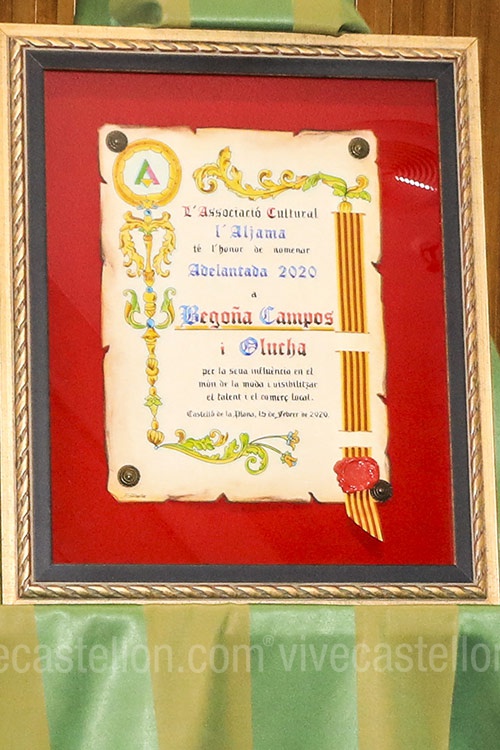 L'Associació Cultural
l'Aljama
té l'honor de nomenar
Adelantada 2020
a
Begoña Campos
i Olucha
per la seua influència en el
món de la moda i visibilitzar
el talent i el comerç local.
Castelló de la Plana, 15 de Febrer de 2020.
vecastellon.com® vivecastellon